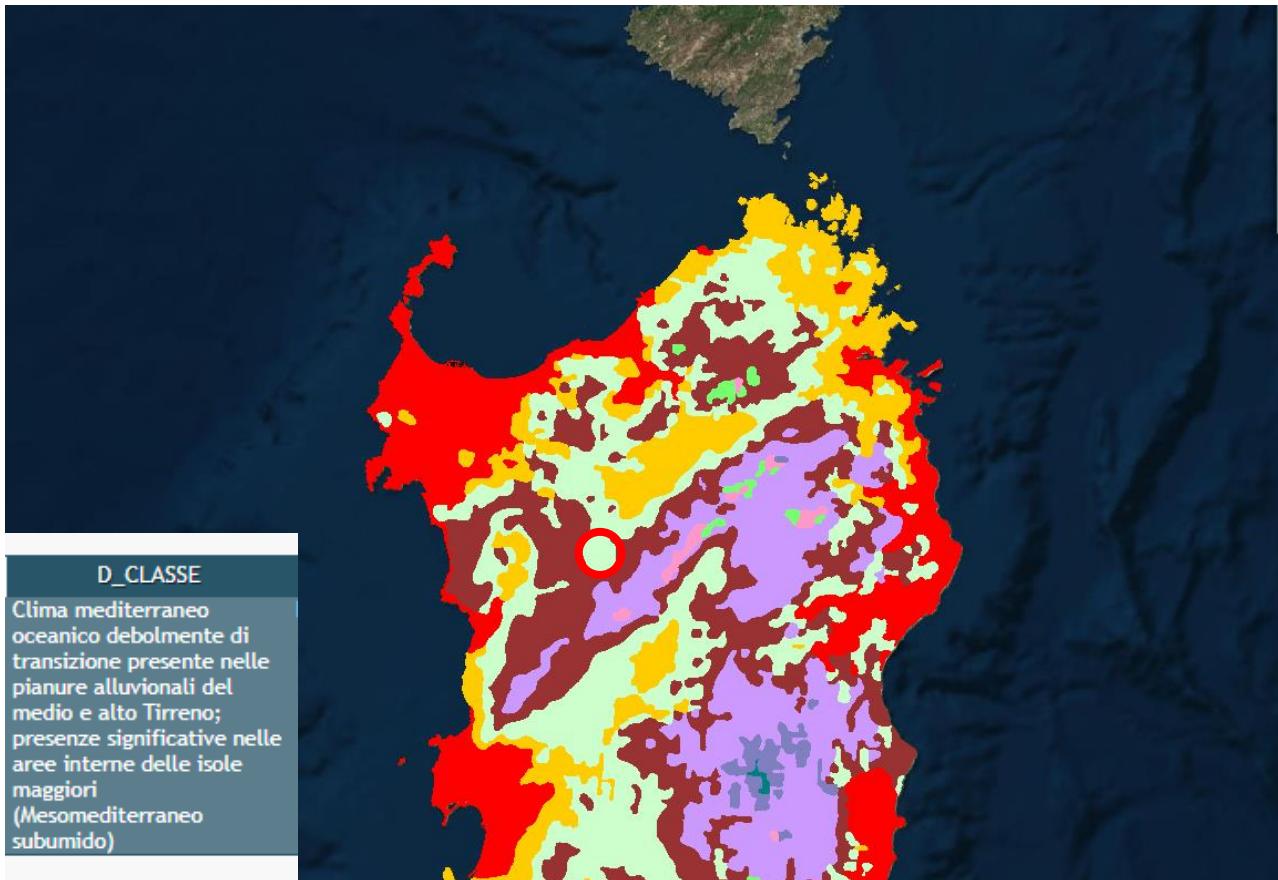 D_CLASSE
Clima mediterraneo
oceanico debolmente di
transizione presente nelle
pianure alluvionali del
medio e alto Tirreno;
presenze significative nelle
aree interne delle isole
maggiori
(Mesomediterraneo
subumido)